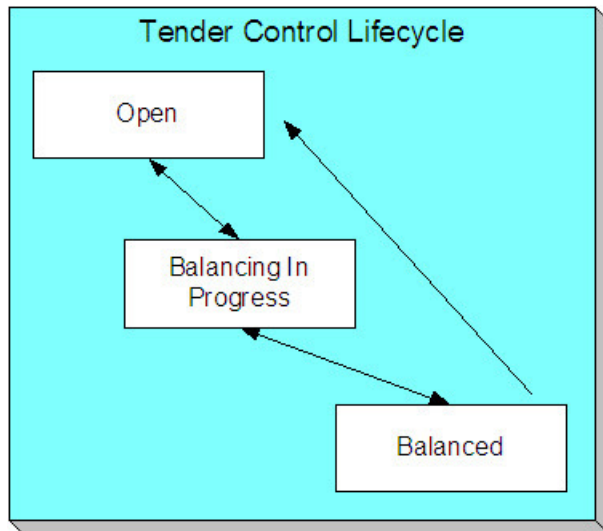 Tender Control Lifecycle
Open
Balancing In
Progress
Balanced